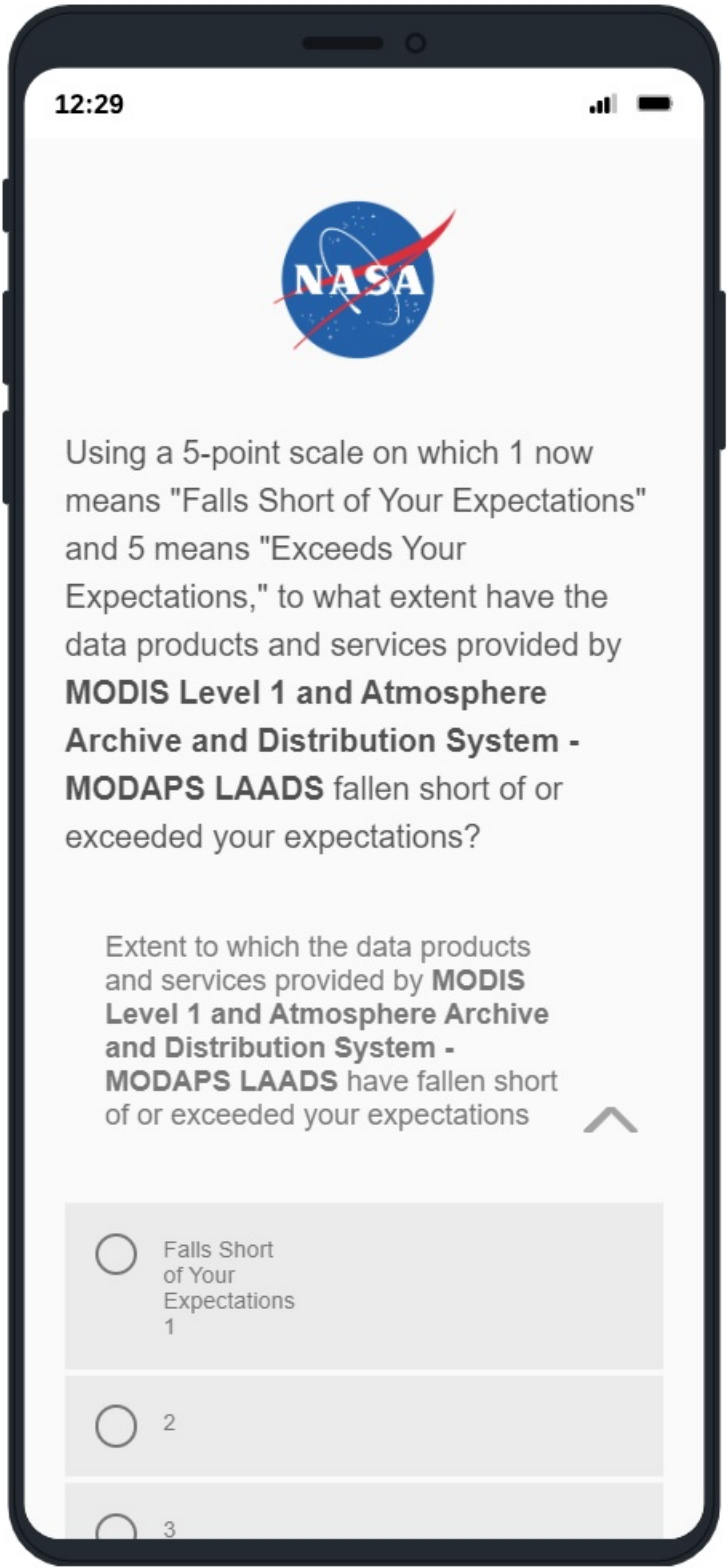 12:29
NASA
Using a 5-point scale on which 1 now
means "Falls Short of Your Expectations"
and 5 means "Exceeds Your
Expectations," to what extent have the
data products and services provided by
MODIS Level 1 and Atmosphere
Archive and Distribution System -
MODAPS LAADS fallen short of or
exceeded your expectations?
Extent to which the data products
and services provided by MODIS
Level 1 and Atmosphere Archive
and Distribution System -
MODAPS LAADS have fallen short
of or exceeded your expectations
Falls Short
of Your
Expectations
1
2
3